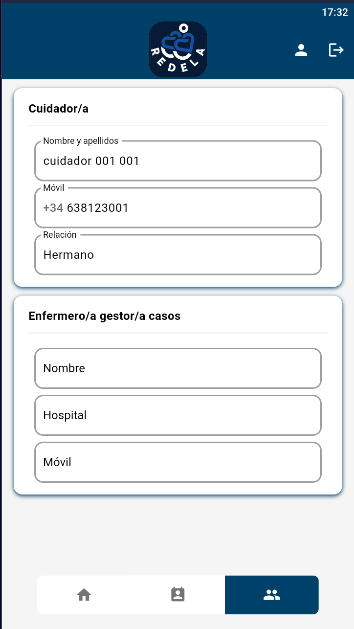 17:32
REDELA
Cuidador/a
Nombre y apellidos
cuidador 001 001
Móvil
+34 638123001
Relación
Hermano
Enfermero/a gestor/a casos
Nombre
Hospital
Móvil